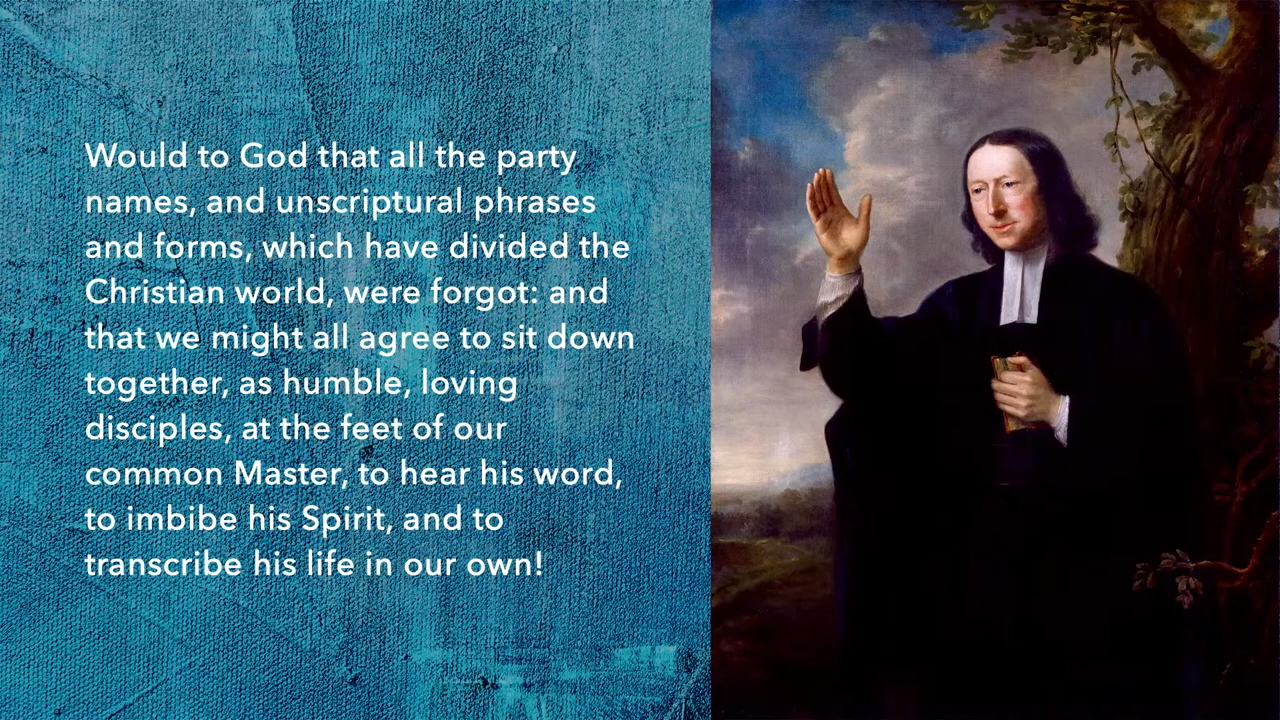 Would to God that all the party
names, and unscriptural phrases
and forms, which have divided the
Christian world, were forgot: and
that we might all agree to sit down
together, as humble, loving
disciples, at the feet of our
common Master, to hear his word,
to imbibe his Spirit, and to
transcribe his life in our own!